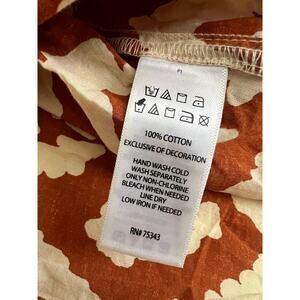 100% COTTON
EXCLUSIVE OF DECORATION
HAND WASH COLD
WASH SEPARATELY
ONLY NON-CHLORINE
BLEACH WHEN NEEDED
LINE DRY
LOW IRON IF NEEDED
RN# 75343